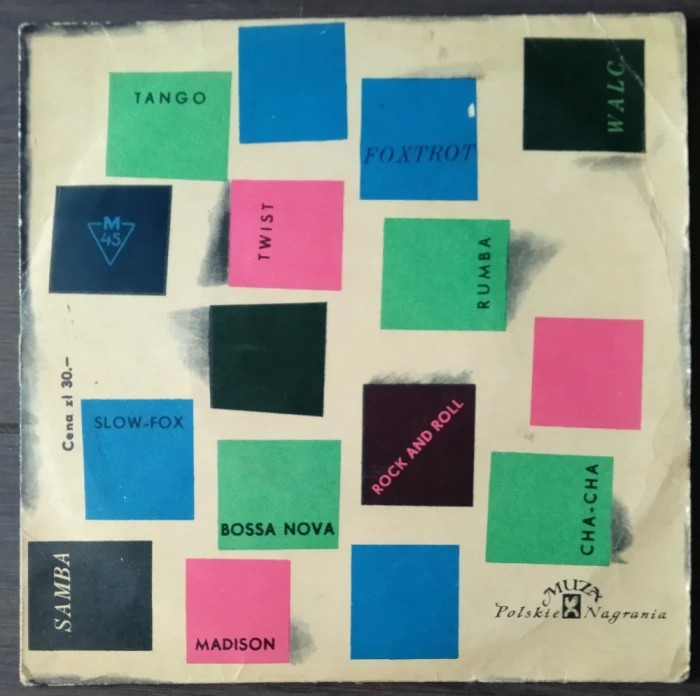 TANGO
FOXTROT
WALC
M
45
TWIST
RUMBA
Cena zł 30.–
SLOW-FOX
ROCK AND ROLL
BOSSA NOVA
CHA-CHA
SAMBA
MADISON
MUZA
Polskie Nagrania